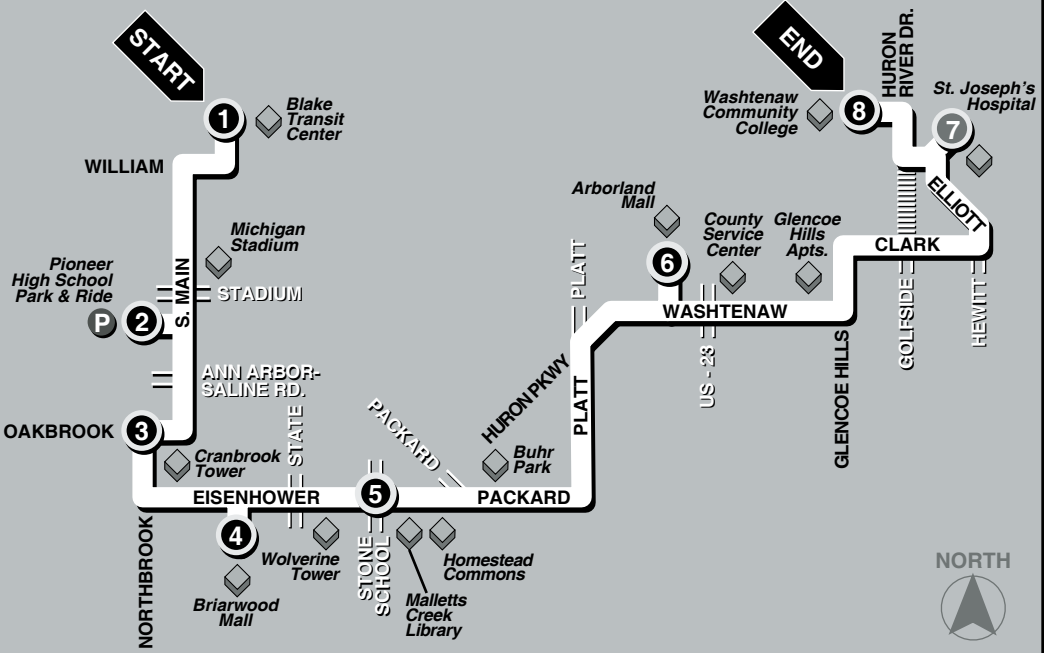 START
1
Blake
Transit
Center
WILLIAM
Michigan
Stadium
Pioneer
High School
Park & Ride
P
2
S. MAIN
STADIUM
ANN ARBOR-
SALINE RD.
OAKBROOK
3
Cranbrook
Tower
STATE
EISENHOWER
NORTHBROOK
4
Briarwood
Mall
Wolverine
Tower
5
STONE
SCHOOL
Malletts
Creek
Library
Homestead
Commons
PACKARD
PACKARD
Buhr
Park
HURON PKWY
PLATT
PLATT
Arborland
Mall
6
WASHTENAW
US - 23
County
Service
Center
Glencoe
Hills
Apts.
GLENCOE HILLS
CLARK
GOLFSIDE
HEWITT
ELLIOTT
7
St. Joseph's
Hospital
HURON
RIVER DR.
8
Washtenaw
Community
College
END
NORTH